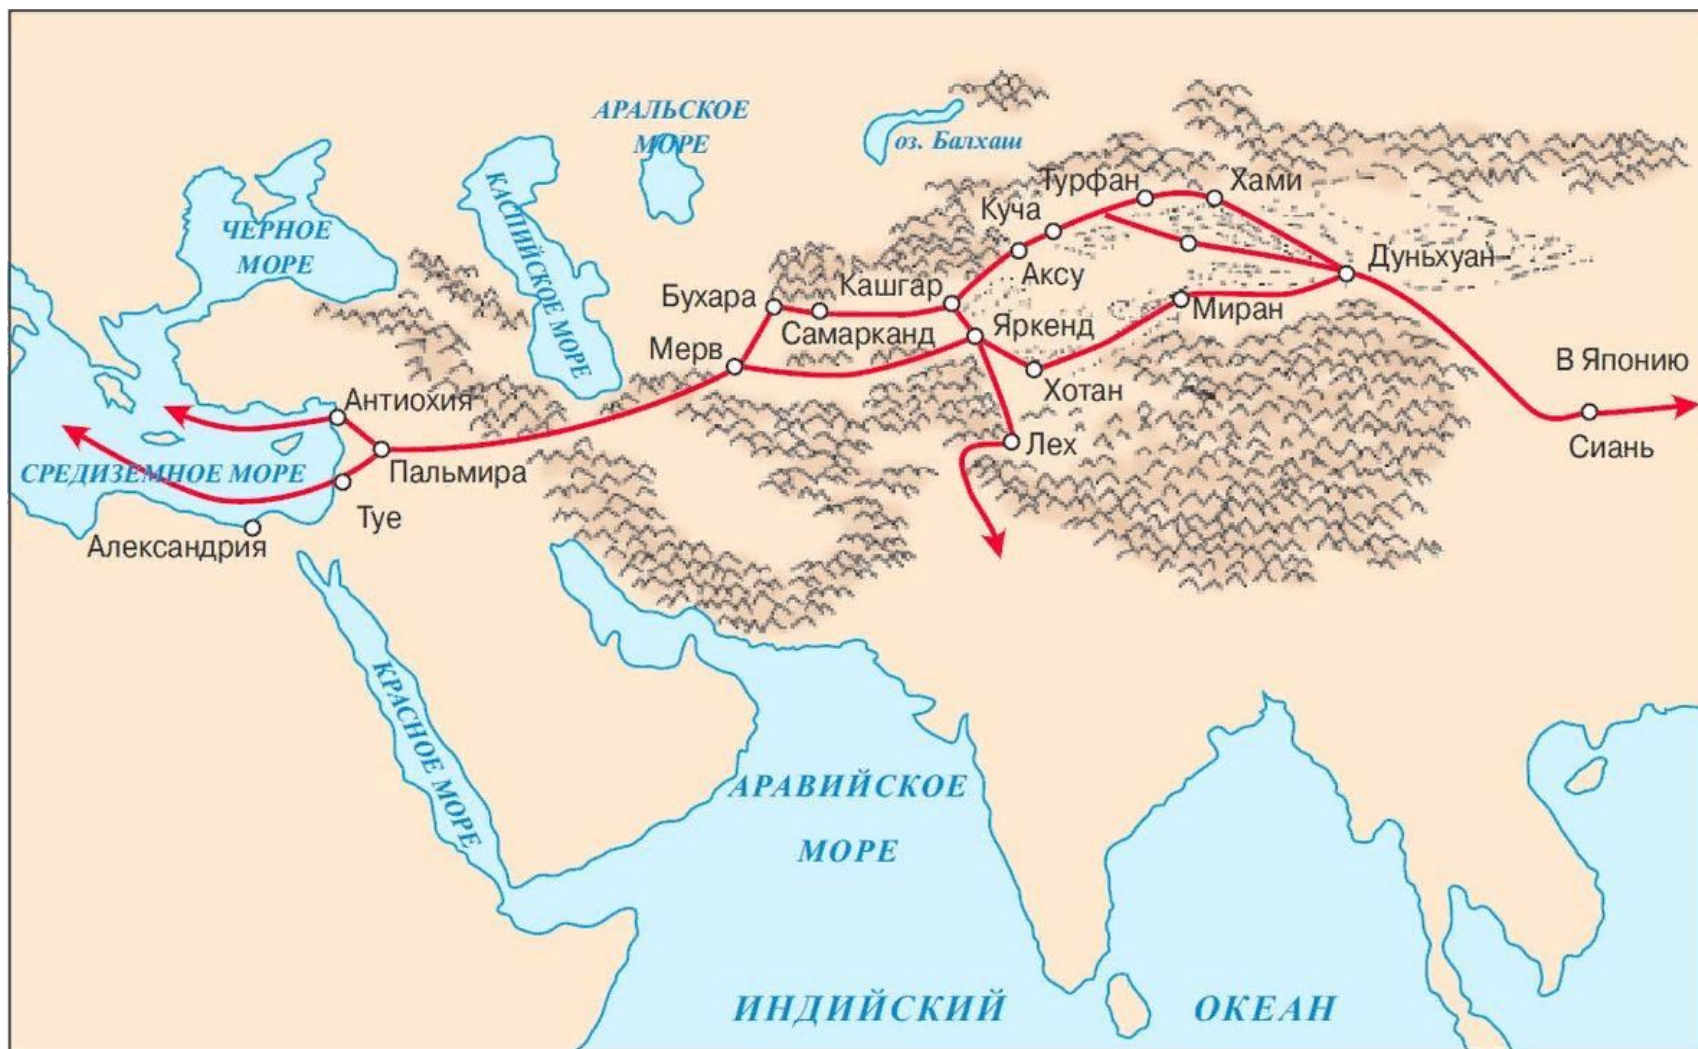 АРАЛЬСКОЕ
МОРЕ
оз. Балхаш
КАСПИЙСКОЕ МОРЕ
ЧЕРНОЕ
МОРЕ
Турфан
Хами
Куча
Аксу
Дуньхуан
Кашгар
Бухара
Самарканд
Яркенд
Миран
Мерв
Хотан
В ЯПОНИЮ
Сиань
Антиохия
Лех
Пальмира
СРЕДИЗЕМНОЕ МОРЕ
Туе
Александрия
КРАСНОЕ МОРЕ
АРАВИЙСКОЕ
МОРЕ
ИНДИЙСКИЙ ОКЕАН